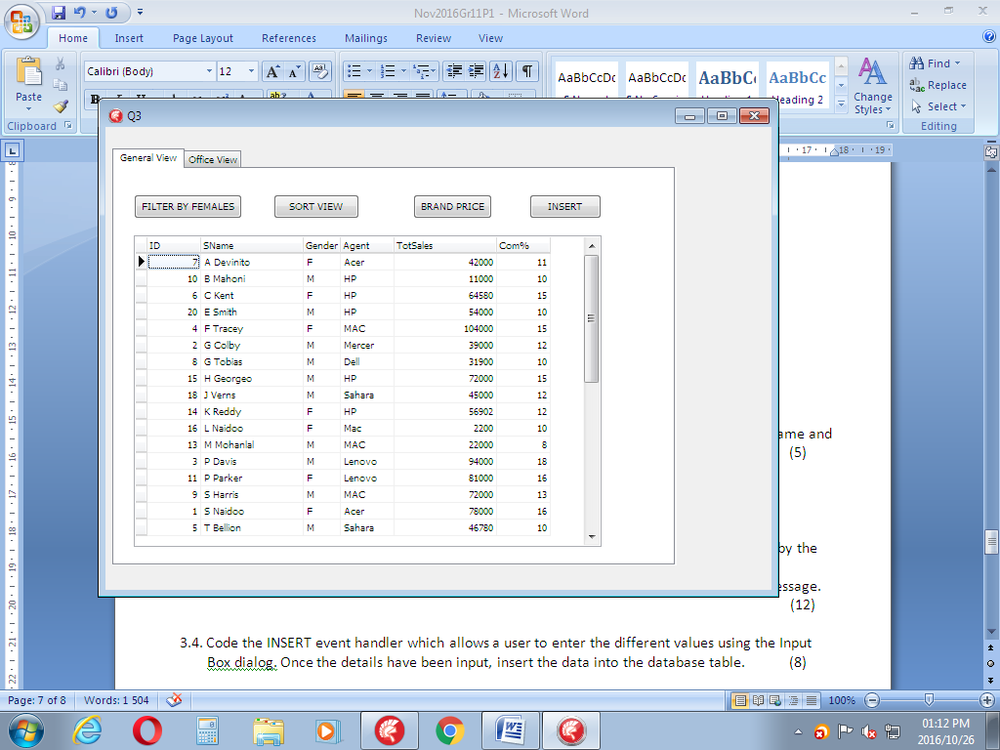 Nov2016Gr11P1 - Microsoft Word
Home Insert Page Layout References Mailings Review View
Calibri (Body) 12
AaBbCcDc AaBbCcDc AaBbC AaBbCc
Heading 2
Paste
Change Styles
Find
Replace
Select
Clipboard
Editing
Q3
General View Office View
FILTER BY FEMALES SORT VIEW BRAND PRICE INSERT
ID SName Gender Agent TotSales Com%
7 A Devinito F Acer 42000 11
10 B Mahoni M HP 11000 10
6 C Kent F HP 64580 15
20 E Smith M HP 54000 10
4 F Tracey F MAC 104000 15
2 G Colby M Mercer 39000 12
8 G Tobias M Dell 31900 10
15 H Georgeo M HP 72000 15
18 J Verns M Sahara 45000 12
14 K Reddy F HP 56902 12
16 L Naidoo F Mac 2200 10
13 M Mohanlal M MAC 22000 8
3 P Davis M Lenovo 94000 18
11 P Parker F Lenovo 81000 16
9 S Harris M MAC 72000 13
1 S Naidoo F Acer 78000 16
5 T Bellion M Sahara 46780 10
ame and
(5)
by the
essage.
(12)
3.4. Code the INSERT event handler which allows a user to enter the different values using the Input
Box dialog. Once the details have been input, insert the data into the database table. (8)
Page: 7 of 8 Words: 1 504 100%
01:12 PM
2016/10/26